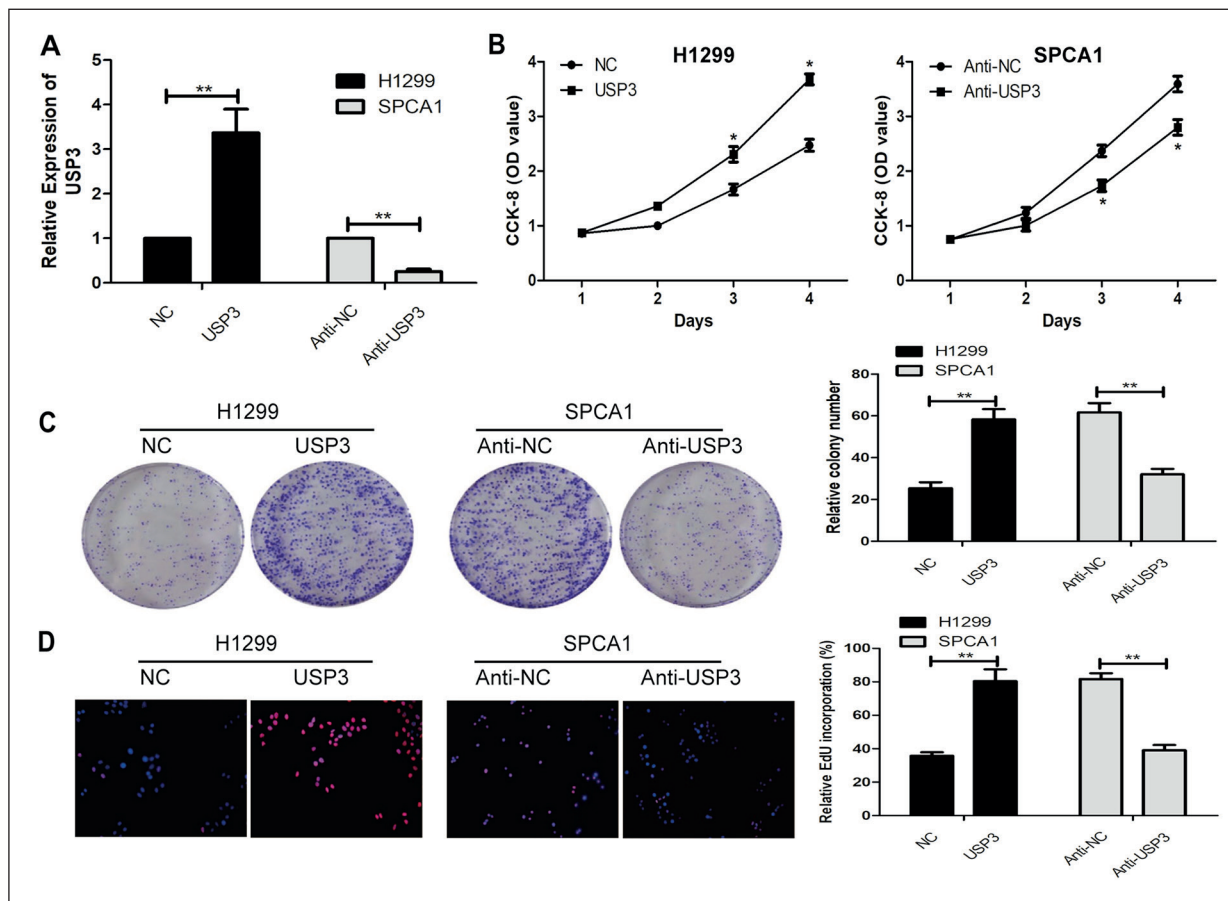 A
Relative Expression of
USP3
5
4
3
2
1
0
**
**
H1299
SPCA1
NC
USP3
Anti-NC
Anti-USP3
B
H1299
NC
USP3
CCK-8 (OD value)
4
3
2
1
0
*
*
1 2 3 4
Days
SPCA1
Anti-NC
Anti-USP3
CCK-8 (OD value)
4
3
2
1
0
*
*
1 2 3 4
Days
C
H1299
NC USP3
SPCA1
Anti-NC Anti-USP3
H1299
SPCA1
Relative colony number
80
60
40
20
0
**
**
NC
USP3
Anti-NC
Anti-USP3
D
H1299
NC USP3
SPCA1
Anti-NC Anti-USP3
H1299
SPCA1
Relative EdU incorporation (%)
100
80
60
40
20
0
**
**
NC
USP3
Anti-NC
Anti-USP3